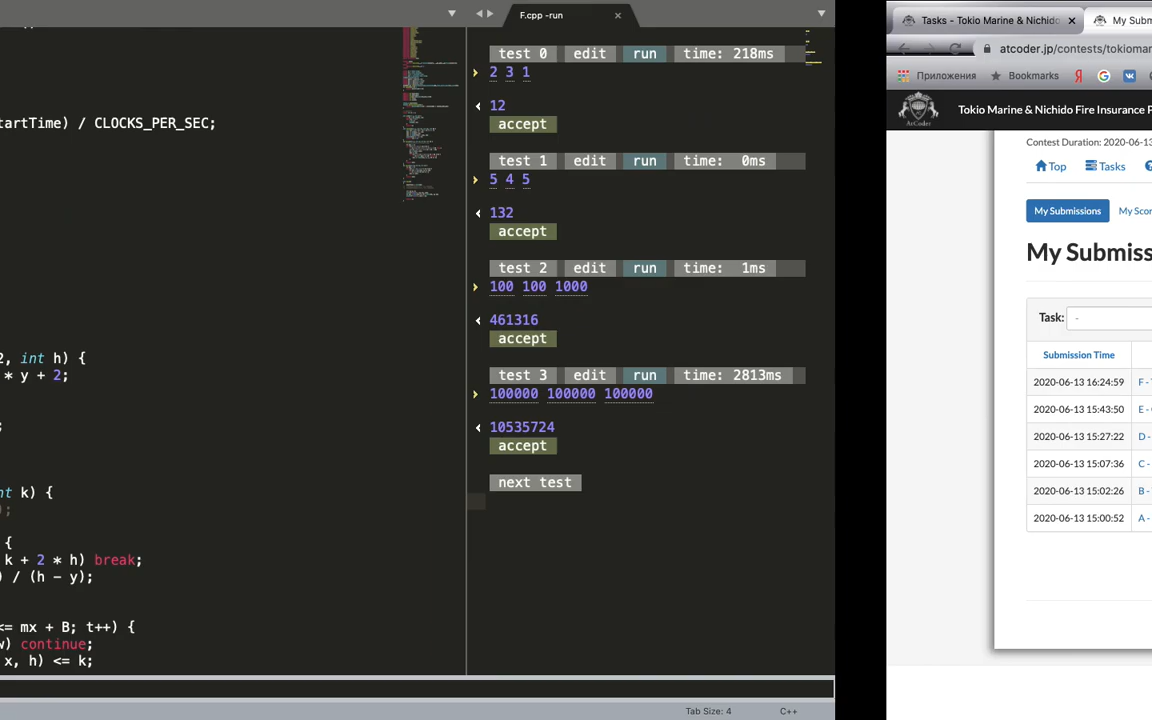 F.cpp -run
test 0 edit run time: 218ms
2 3 1
12
accept
test 1 edit run time: 0ms
5 4 5
132
accept
test 2 edit run time: 1ms
100 100 1000
461316
accept
test 3 edit run time: 2813ms
100000 100000 100000
10535724
accept
next test
artTime) / CLOCKS_PER_SEC;
2, int h) {
* y + 2;
;
nt k) {
);
{
k + 2 * h) break;
) / (h - y);
<= mx + B; t++) {
w) continue;
x, h) <= k;
Tab Size: 4
C++
Tasks - Tokio Marine & Nichido
My Subm
atcoder.jp/contests/tokiomar
Приложения
Bookmarks
Я
G
Tokio Marine & Nichido Fire Insurance P
Contest Duration: 2020-06-13
Top
Tasks
My Submissions
My Scor
My Submiss
Task: -
Submission Time
2020-06-13 16:24:59 F -
2020-06-13 15:43:50 E -
2020-06-13 15:27:22 D -
2020-06-13 15:07:36 C -
2020-06-13 15:02:26 B -
2020-06-13 15:00:52 A -